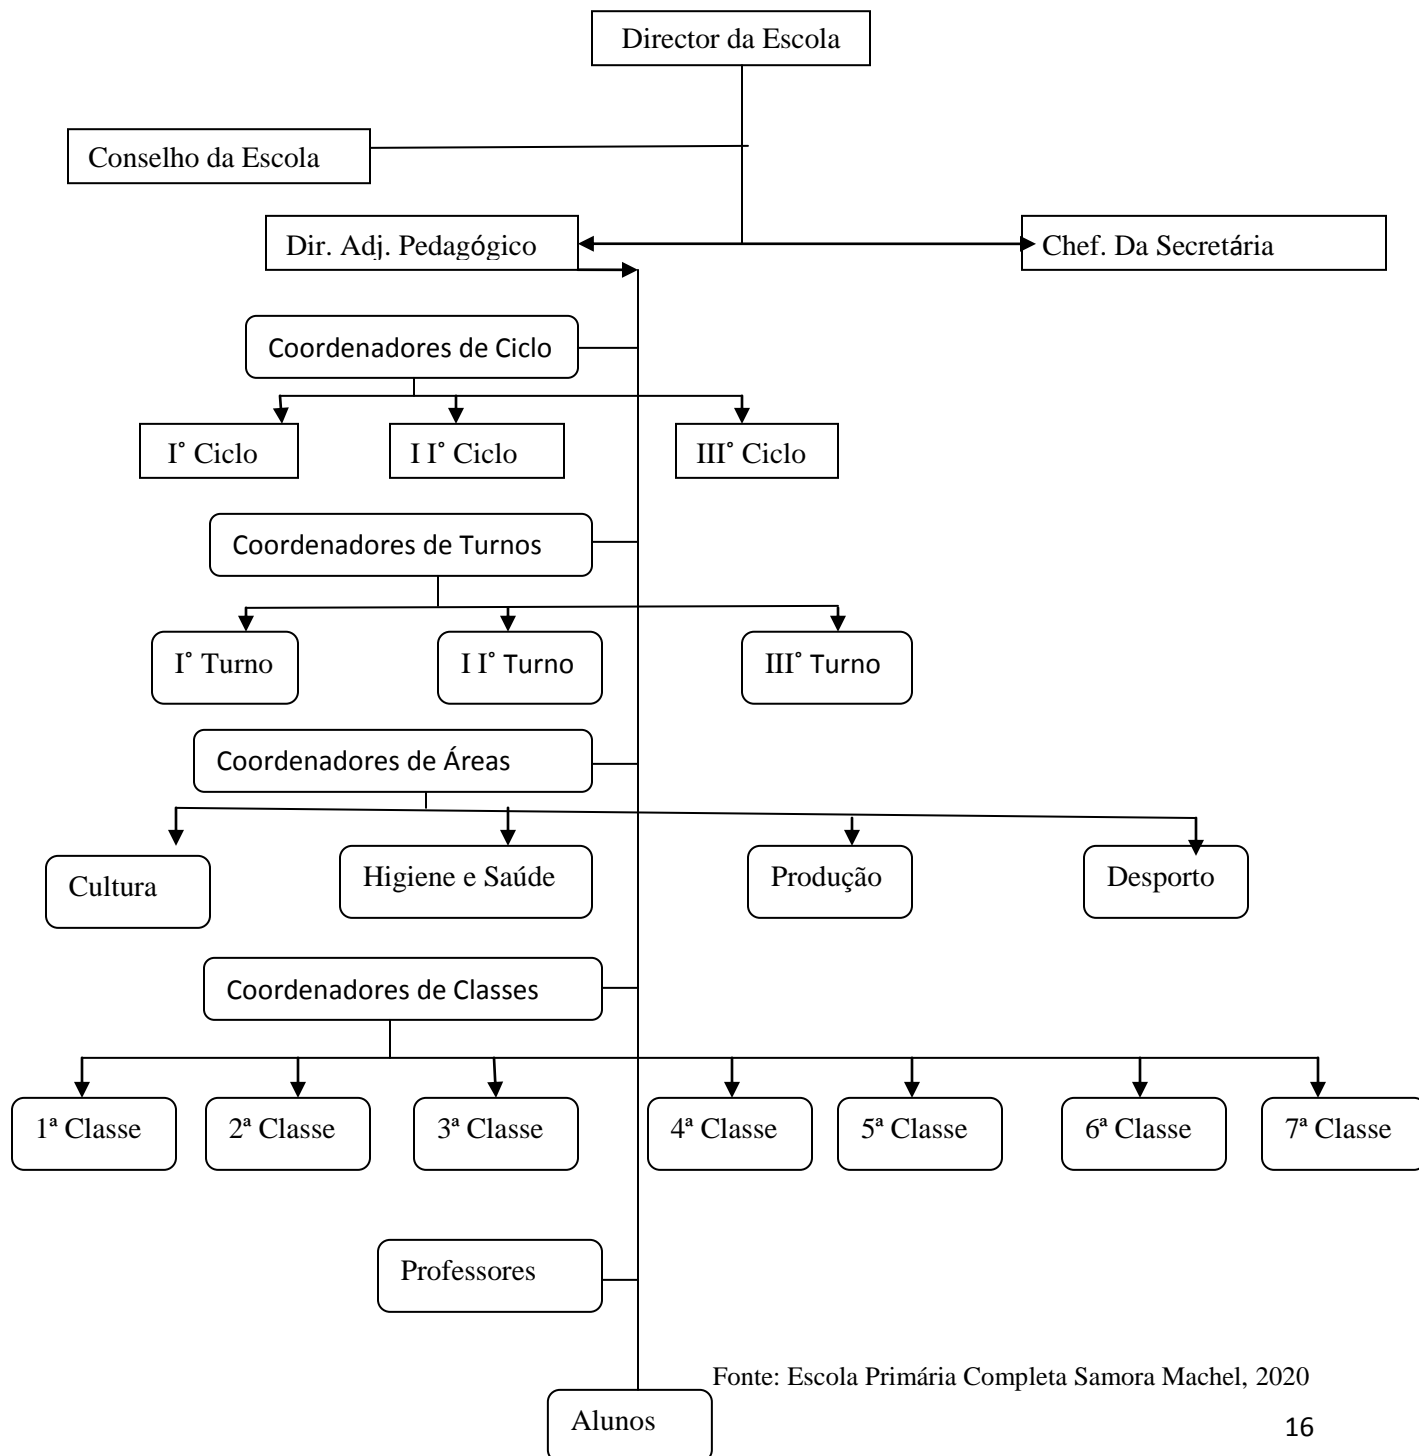 Director da Escola
Conselho da Escola
Dir. Adj. Pedagógico
Chef. Da Secretária
Coordenadores de Ciclo
I° Ciclo
I I° Ciclo
III° Ciclo
Coordenadores de Turnos
I° Turno
I I° Turno
III° Turno
Coordenadores de Áreas
Cultura
Higiene e Saúde
Produção
Desporto
Coordenadores de Classes
1ª Classe
2ª Classe
3ª Classe
4ª Classe
5ª Classe
6ª Classe
7ª Classe
Professores
Fonte: Escola Primária Completa Samora Machel, 2020
Alunos
16